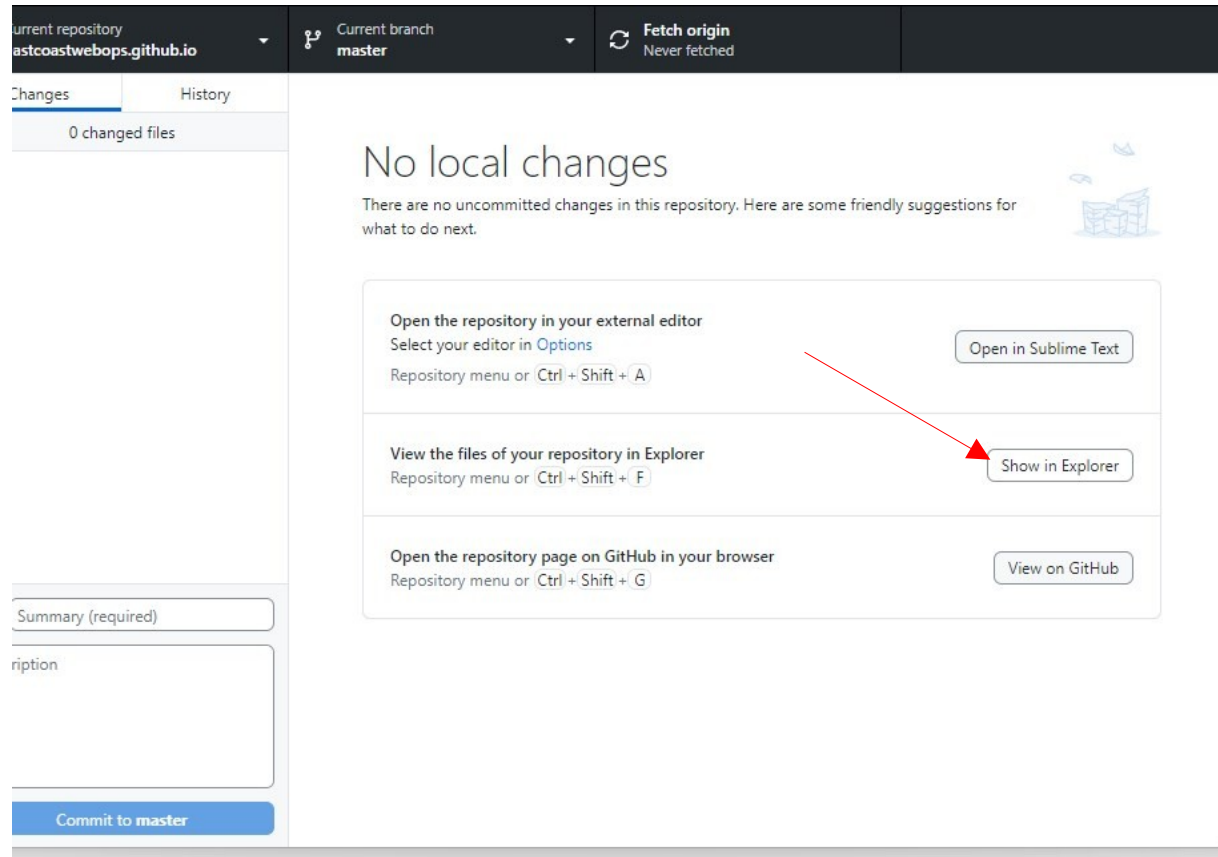 urrent repository
astcoastwebops.github.io
Current branch
master
Fetch origin
Never fetched
Changes
History
0 changed files
No local changes
There are no uncommitted changes in this repository. Here are some friendly suggestions for
what to do next.
Open the repository in your external editor
Select your editor in Options
Repository menu or Ctrl + Shift + A
Open in Sublime Text
View the files of your repository in Explorer
Repository menu or Ctrl + Shift + F
Show in Explorer
Open the repository page on GitHub in your browser
Repository menu or Ctrl + Shift + G
View on GitHub
Summary (required)
ription
Commit to master